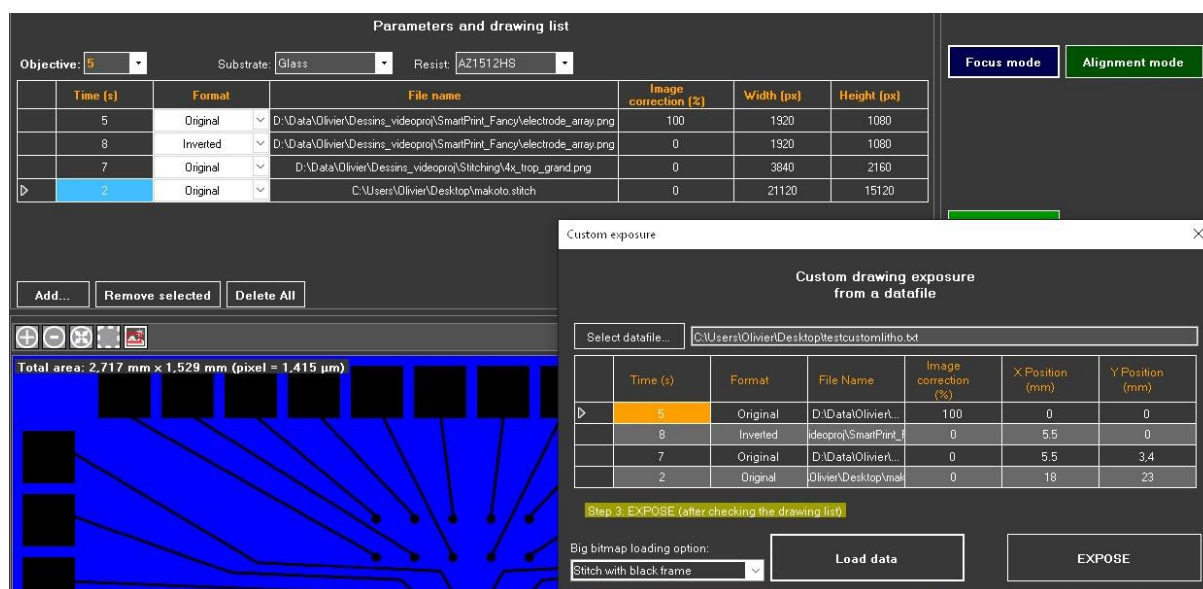 Parameters and drawing list
Objective: 5 Substrate: Glass Resist: AZ1512HS
Focus mode Alignment mode
Time (s) Format File name Image correction (%) Width (px) Height (px)
5 Original D:\Data\Olivier\Dessins_videoproj\SmartPrint_Fancy\electrode_array.png 100 1920 1080
8 Inverted D:\Data\Olivier\Dessins_videoproj\SmartPrint_Fancy\electrode_array.png 0 1920 1080
7 Original D:\Data\Olivier\Dessins_videoproj\Stitching\4x_trop_grand.png 0 3840 2160
2 Original C:\Users\Olivier\Desktop\makoto.stitch 0 21120 15120
Add... Remove selected Delete All
Total area: 2,717 mm x 1,529 mm (pixel = 1,415 µm)
Custom exposure
Custom drawing exposure
from a datafile
Select datafile... C:\Users\Olivier\Desktop\testcustomlitho.txt
Time (s) Format File Name Image correction (%) X Position (mm) Y Position (mm)
5 Original D:\Data\Olivier\... 100 0 0
8 Inverted ideoproj\SmartPrint_F 0 5.5 0
7 Original D:\Data\Olivier\... 0 5.5 3,4
2 Original .Olivier\Desktop\mak 0 18 23
Step 3: EXPOSE (after checking the drawing list)
Big bitmap loading option:
Stitch with black frame
Load data
EXPOSE